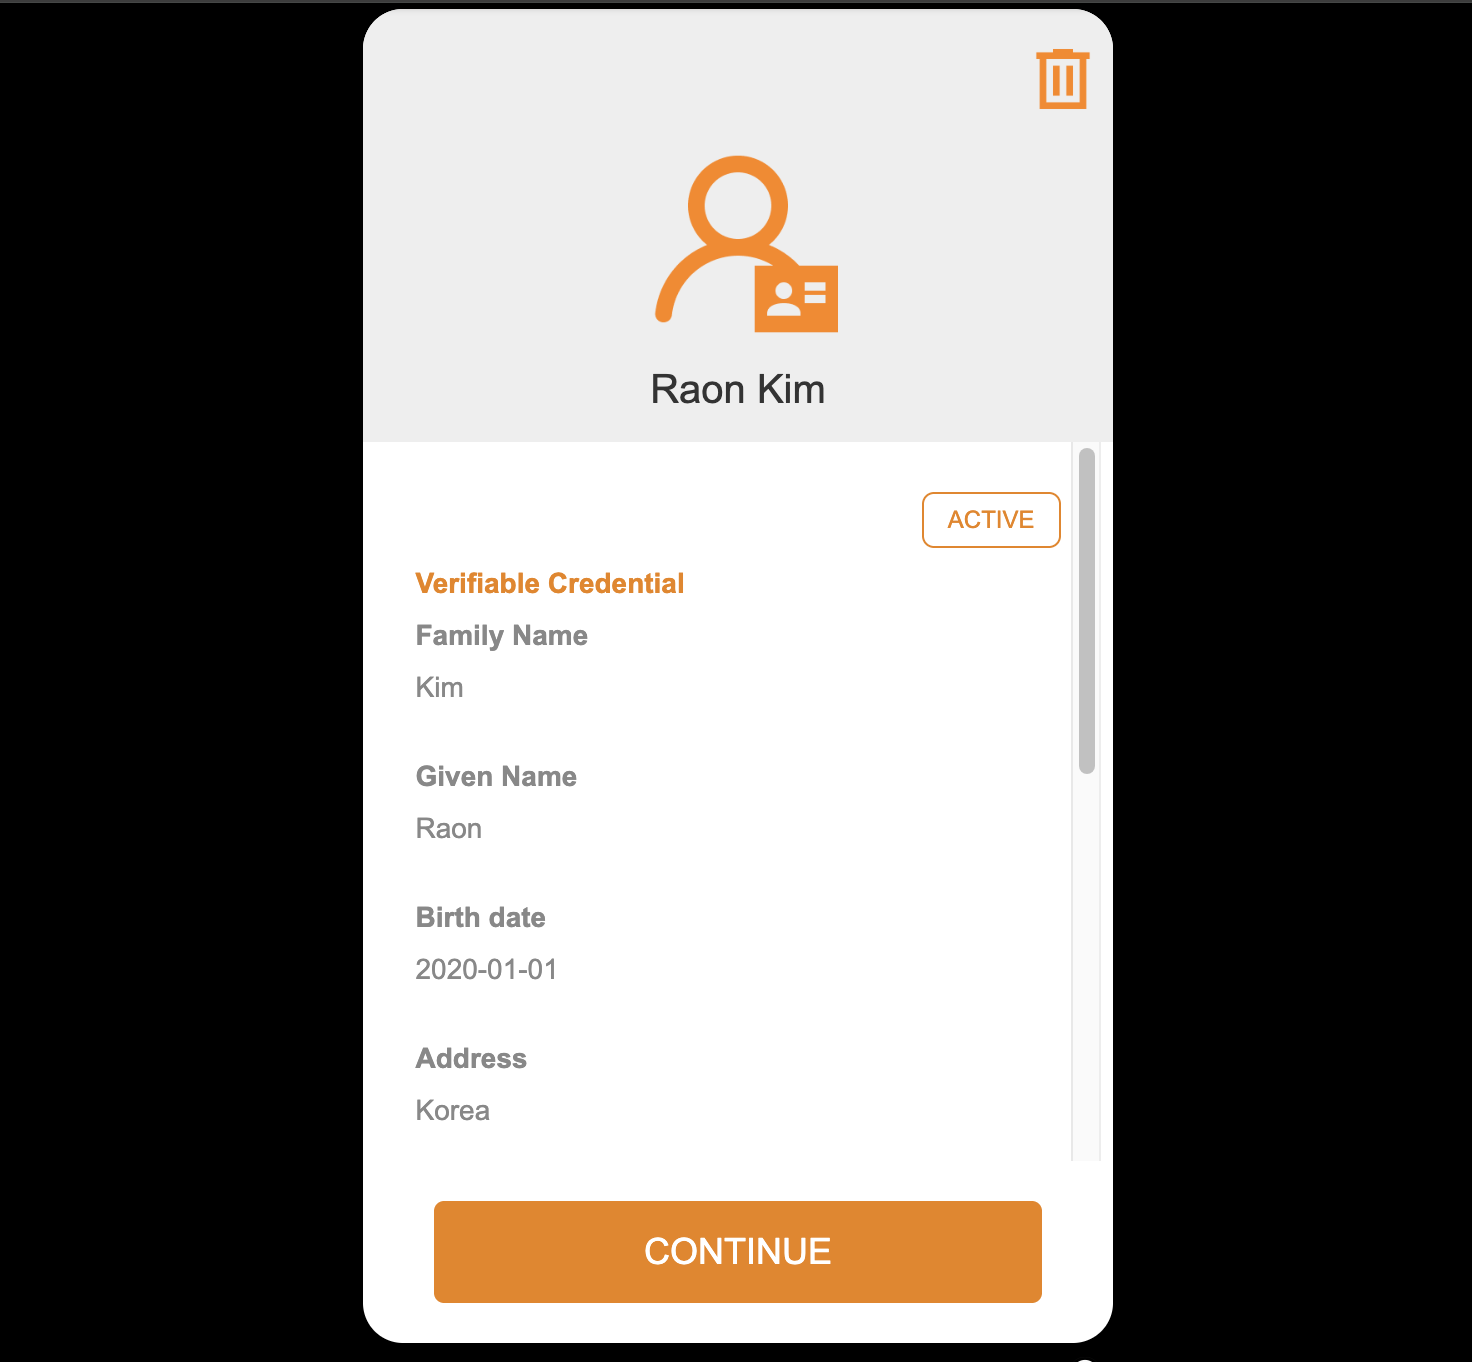 Raon Kim
ACTIVE
Verifiable Credential
Family Name
Kim
Given Name
Raon
Birth date
2020-01-01
Address
Korea
CONTINUE